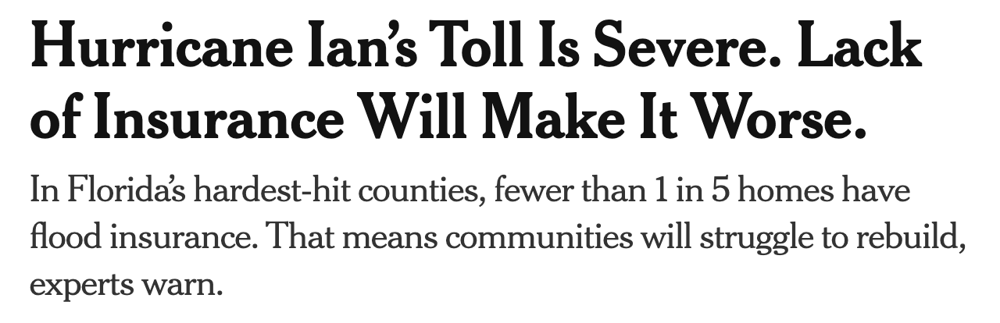 Hurricane Ian’s Toll Is Severe. Lack
of Insurance Will Make It Worse.
In Florida’s hardest-hit counties, fewer than 1 in 5 homes have
flood insurance. That means communities will struggle to rebuild,
experts warn.